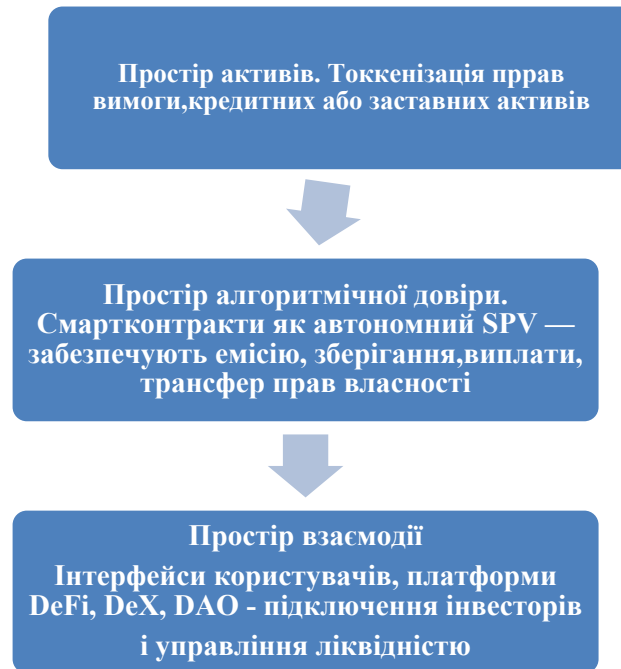 Простір активів. Токкенізація пррав
вимоги,кредитних або заставних активів
Простір алгоритмічної довіри.
Смартконтракти як автономний SPV —
забезпечують емісію, зберігання,виплати,
трансфер прав власності
Простір взаємодії
Інтерфейси користувачів, платформи
DeFi, DeX, DAO - підключення інвесторів
і управління ліквідністю